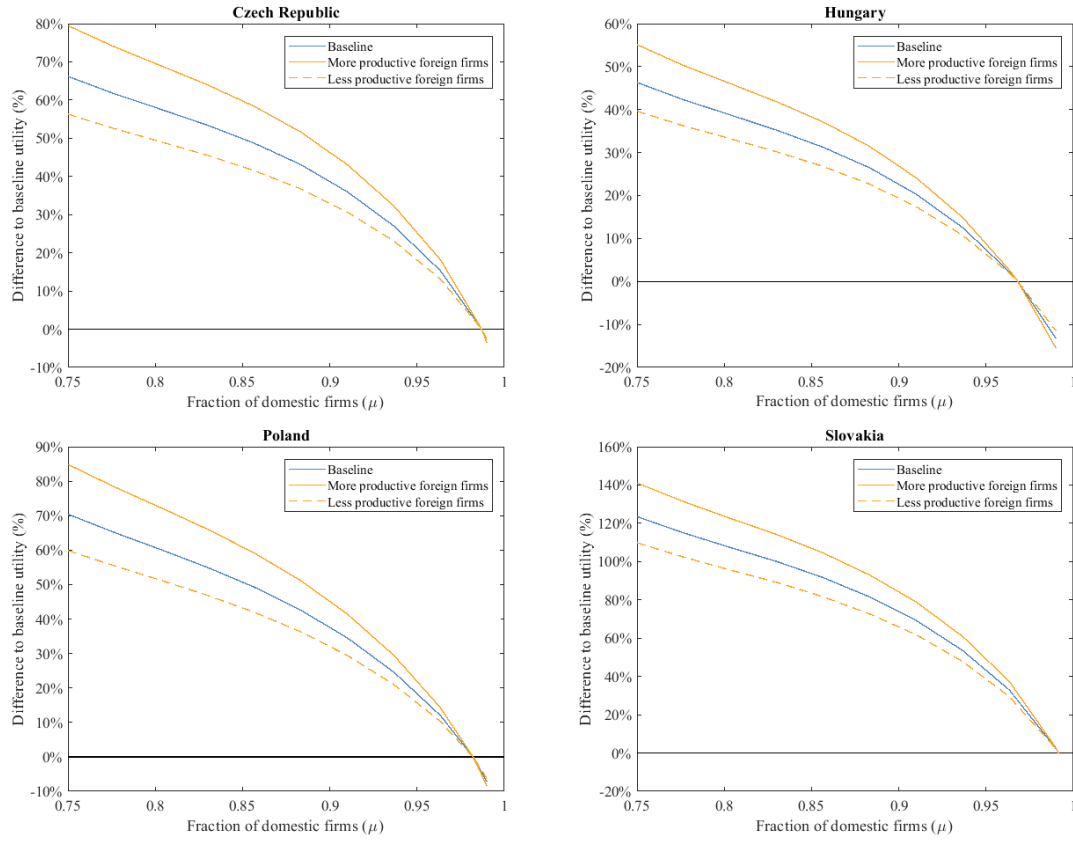 Czech Republic
80%
70%
60%
50%
40%
30%
20%
10%
0%
-10%
Difference to baseline utility (%)
Baseline
More productive foreign firms
Less productive foreign firms
0.75 0.8 0.85 0.9 0.95 1
Fraction of domestic firms (μ)
Hungary
60%
50%
40%
30%
20%
10%
0%
-10%
-20%
Difference to baseline utility (%)
Baseline
More productive foreign firms
Less productive foreign firms
0.75 0.8 0.85 0.9 0.95 1
Fraction of domestic firms (μ)
Poland
90%
80%
70%
60%
50%
40%
30%
20%
10%
0%
-10%
Difference to baseline utility (%)
Baseline
More productive foreign firms
Less productive foreign firms
0.75 0.8 0.85 0.9 0.95 1
Fraction of domestic firms (μ)
Slovakia
160%
140%
120%
100%
80%
60%
40%
20%
0%
-20%
Difference to baseline utility (%)
Baseline
More productive foreign firms
Less productive foreign firms
0.75 0.8 0.85 0.9 0.95 1
Fraction of domestic firms (μ)